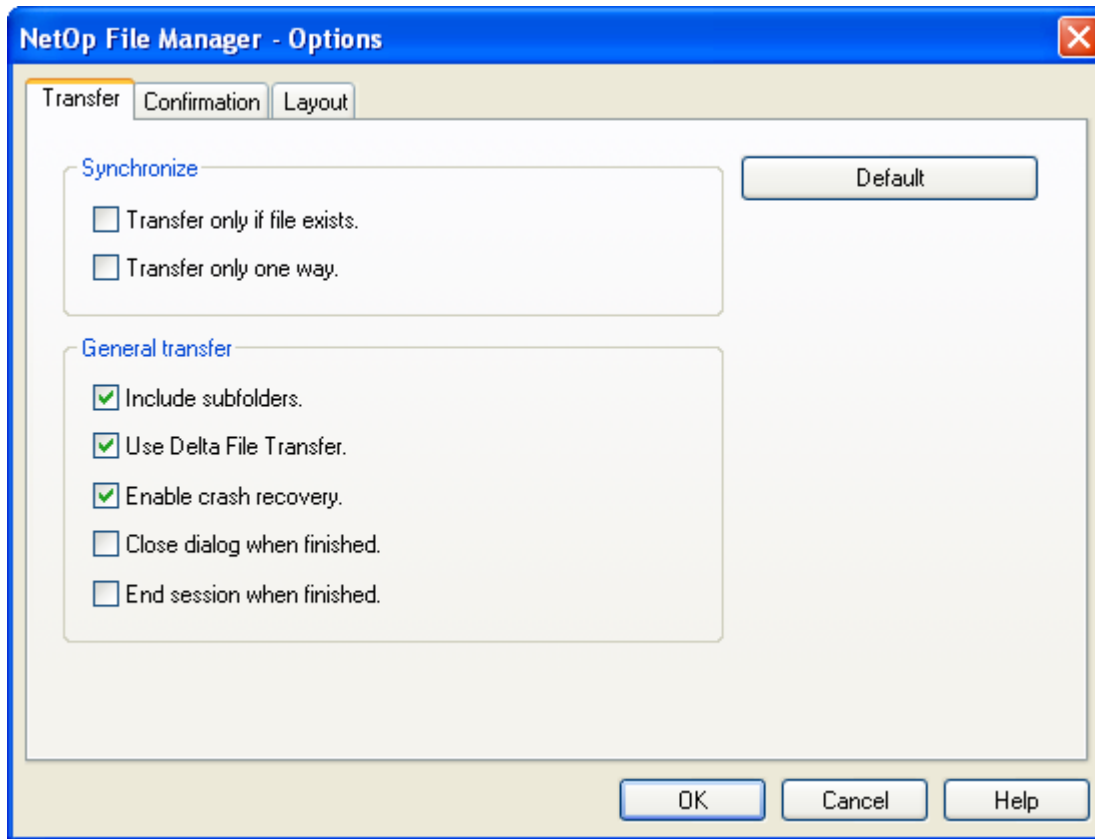 NetOp File Manager - Options
Transfer Confirmation Layout
Synchronize
Default
Transfer only if file exists.
Transfer only one way.
General transfer
Include subfolders.
Use Delta File Transfer.
Enable crash recovery.
Close dialog when finished.
End session when finished.
OK Cancel Help